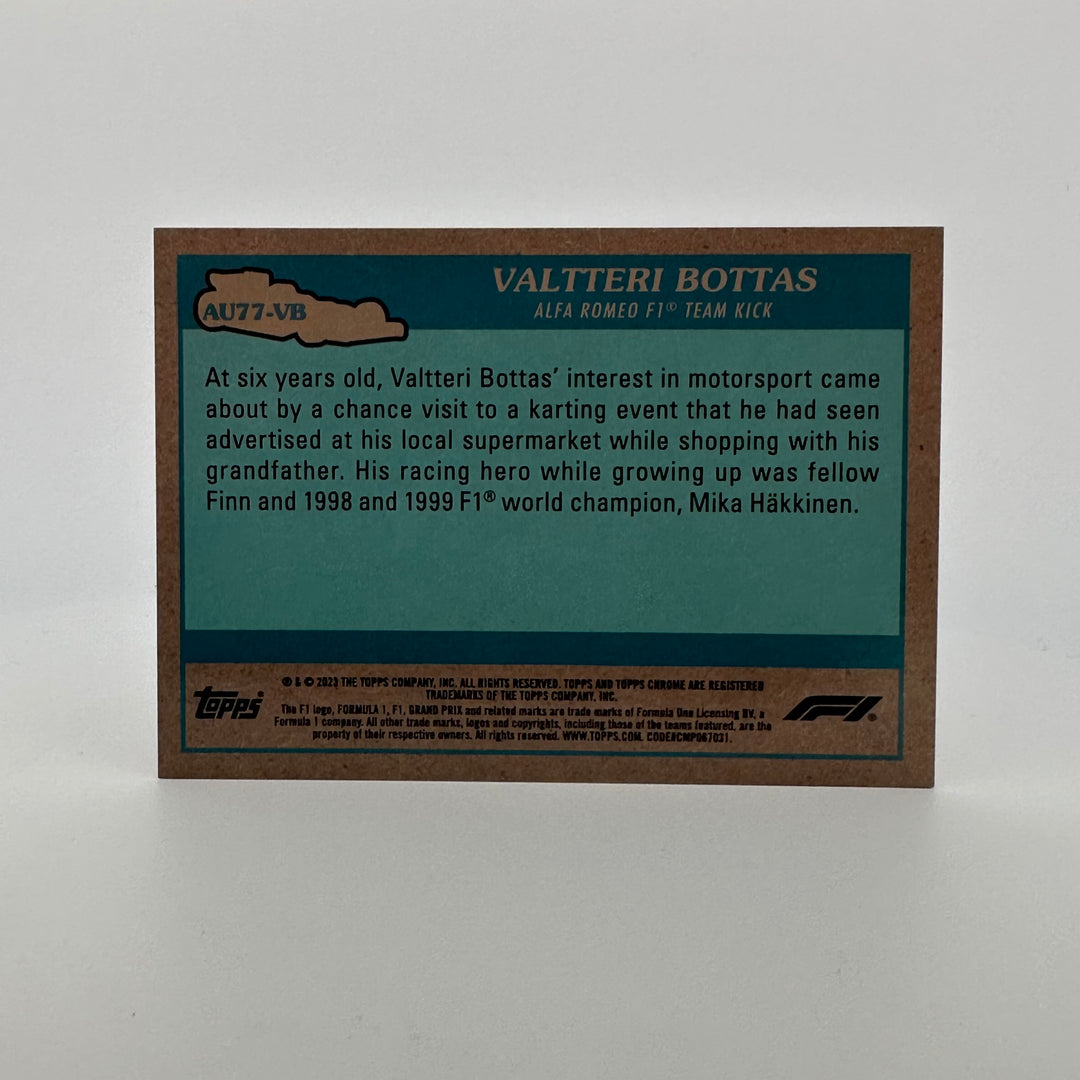 AU77-VB
VALTTERI BOTTAS
ALFA ROMEO F1® TEAM KICK
At six years old, Valtteri Bottas' interest in motorsport came
about by a chance visit to a karting event that he had seen
advertised at his local supermarket while shopping with his
grandfather. His racing hero while growing up was fellow
Finn and 1998 and 1999 F1® world champion, Mika Häkkinen.
topps®
® & © 2023 THE TOPPS COMPANY, INC. ALL RIGHTS RESERVED. TOPPS AND TOPPS CHROME ARE REGISTERED
TRADEMARKS OF THE TOPPS COMPANY, INC.
The F1 logo, FORMULA 1, F1, GRAND PRIX and related marks are trade marks of Formula One Licensing BV, a
Formula 1 company. All other trade marks, logos and copyrights, including those of the teams featured, are the
property of their respective owners. All rights reserved. WWW.TOPPS.COM. CODE#CMP067031.
F1®